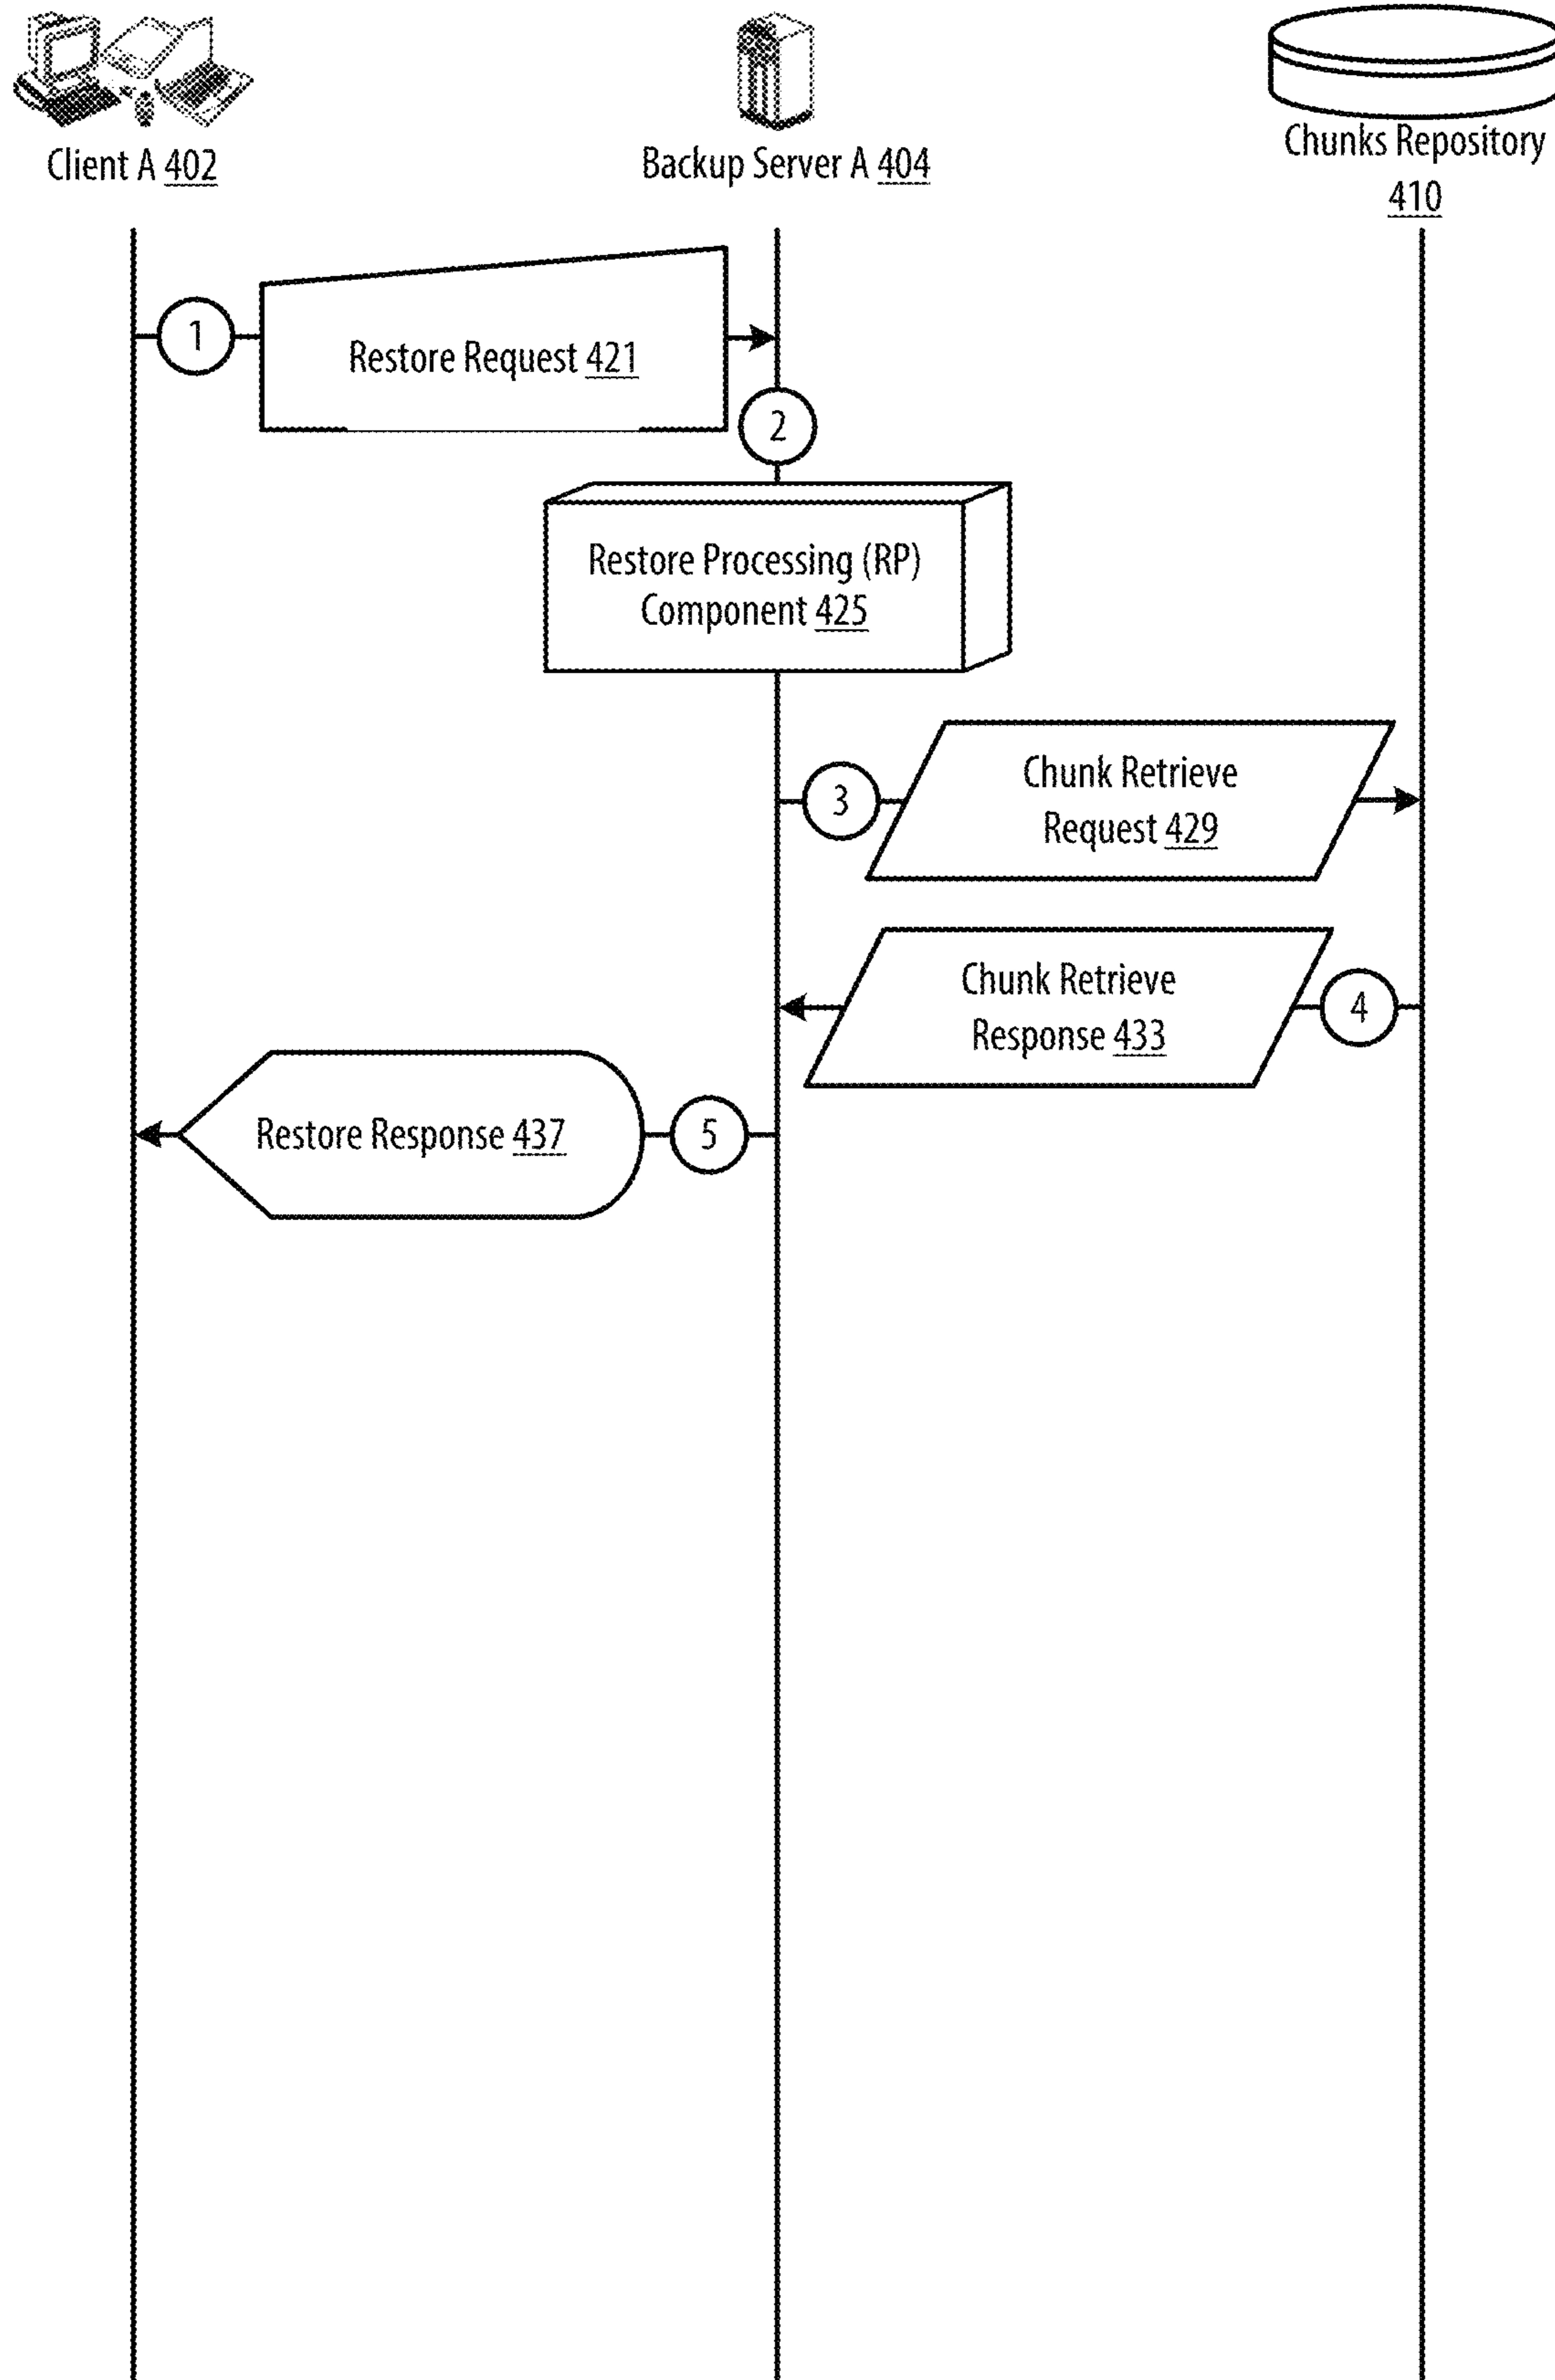 Client A 402
Backup Server A 404
Chunks Repository
410
1
Restore Request 421
2
Restore Processing (RP)
Component 425
3
Chunk Retrieve
Request 429
Chunk Retrieve
Response 433
4
Restore Response 437
5